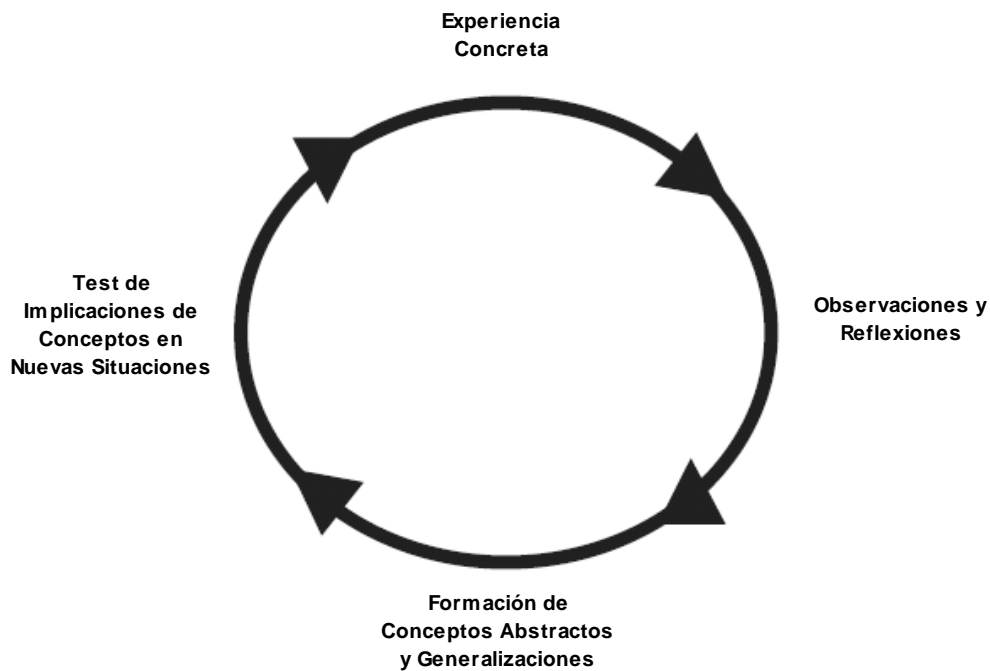 Experiencia
Concreta
Test de
Implicaciones de
Conceptos en
Nuevas Situaciones
Observaciones y
Reflexiones
Formación de
Conceptos Abstractos
y Generalizaciones